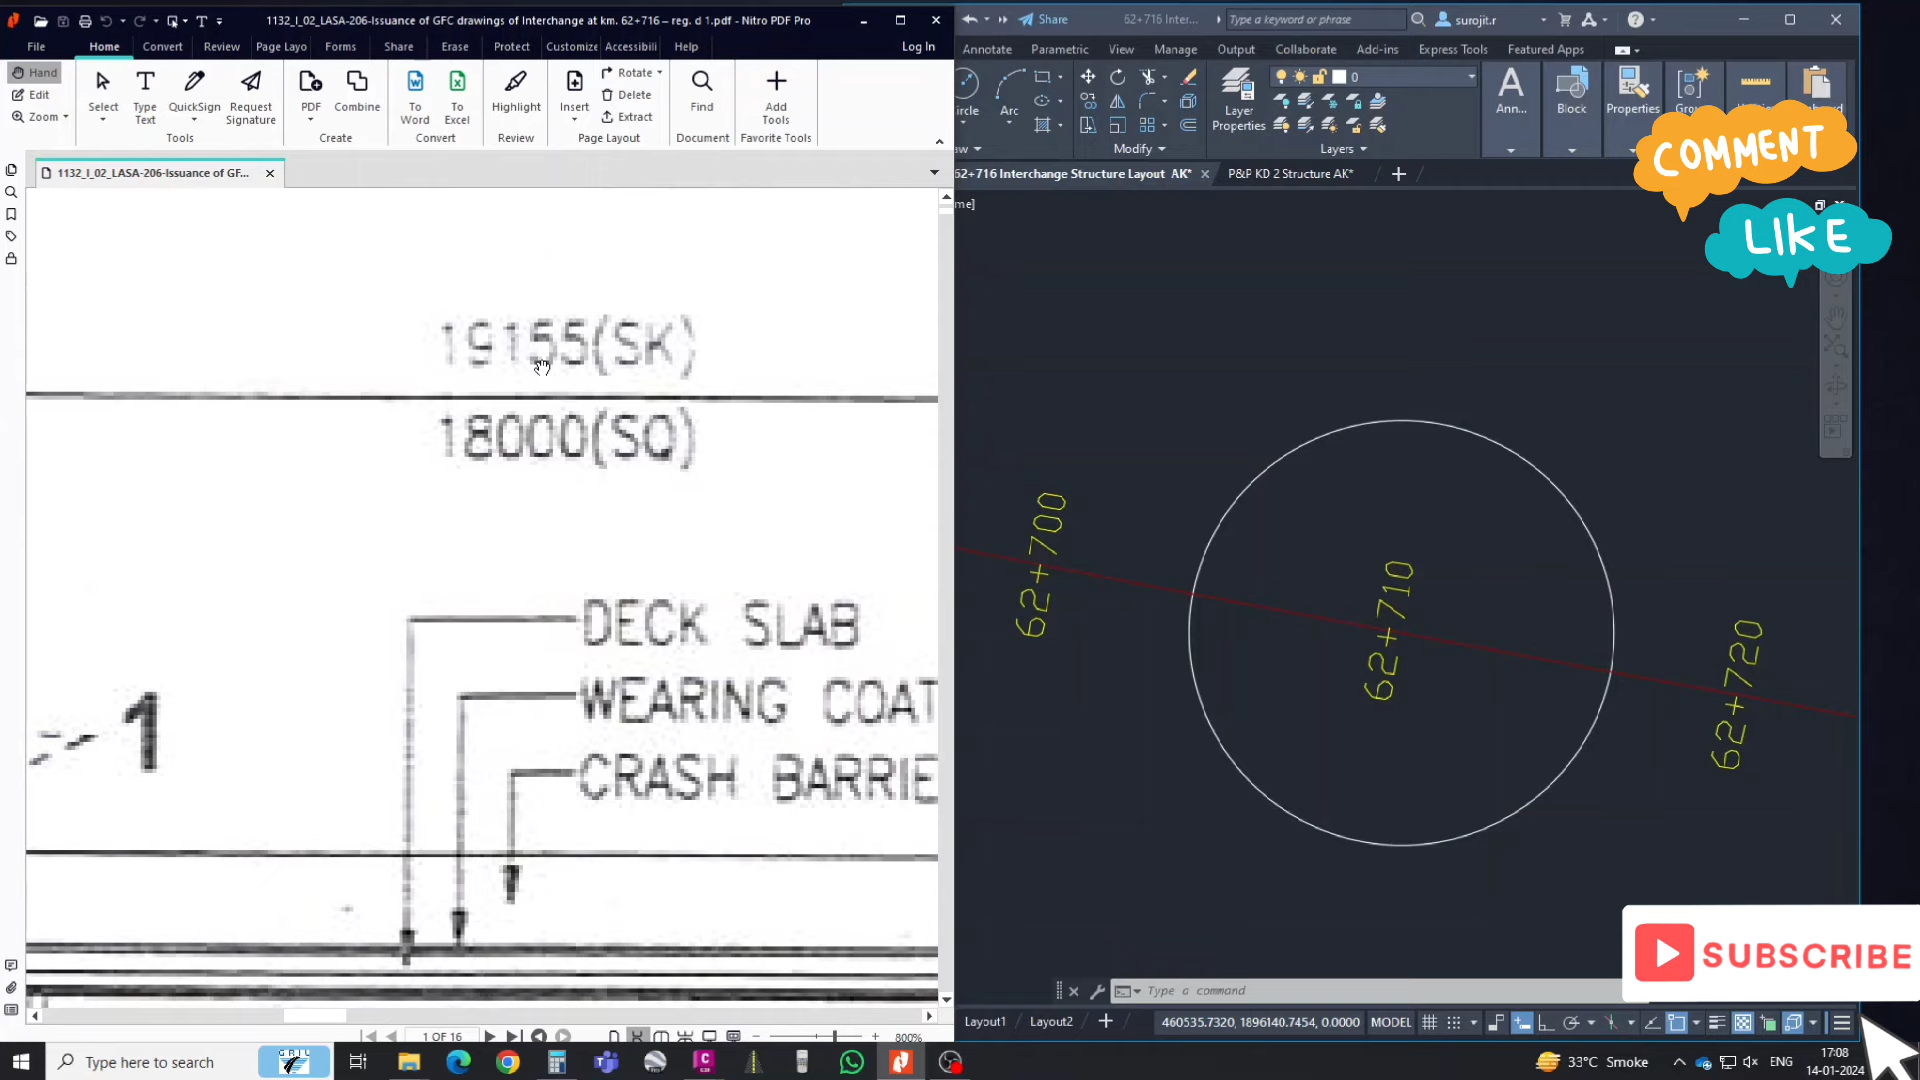 1132_I_02_LASA-206-Issuance of GFC drawings of Interchange at km. 62+716 – reg. d 1.pdf - Nitro PDF Pro
File Home Convert Review Page Layo Forms Share Erase Protect Customize Accessibili Help Log In
Hand
Edit
Zoom
Select
Type Text
QuickSign
Request Signature
Tools
PDF
Combine
Create
To Word
To Excel
Convert
Highlight
Review
Insert
Rotate
Delete
Extract
Page Layout
Find
Document
Add Tools
Favorite Tools
1132_I_02_LASA-206-Issuance of GF...
19155(SK)
18000(SQ)
1
DECK SLAB
WEARING COAT
CRASH BARRIE
1 OF 16
800%
Share 62+716 Inter... Type a keyword or phrase surojit.r
Annotate Parametric View Manage Output Collaborate Add-ins Express Tools Featured Apps
Circle
Arc
Modify
Layer Properties
0
Layers
Ann...
Block
Properties
62+716 Interchange Structure Layout AK*
P&P KD 2 Structure AK*
me]
COMMENT
LIKE
62+700
62+710
62+720
SUBSCRIBE
Type a command
Layout1 Layout2 460535.7320, 1896140.7454, 0.0000 MODEL
Type here to search
GRIL
33°C Smoke
ENG
17:08
14-01-2024